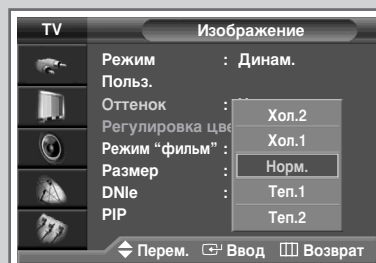 TV
Изображение
Режим : Динам.
Польз.
Оттенок :
Регулировка цве
Режим “фильм” :
Размер :
DNIe :
PIP
Хол.2
Хол.1
Норм.
Теп.1
Теп.2
Перем. Ввод Возврат